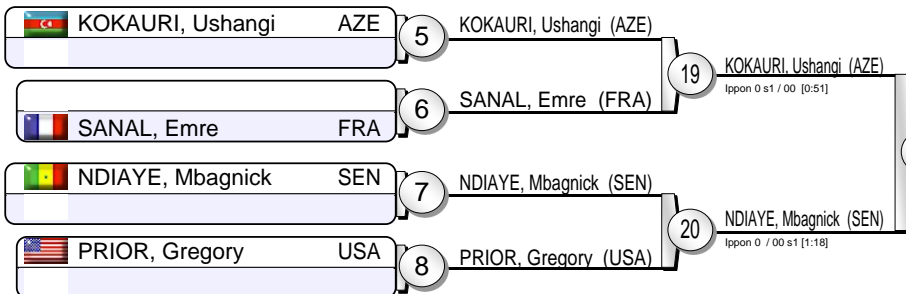 KOKAURI, Ushangi AZE
5
KOKAURI, Ushangi (AZE)
19
KOKAURI, Ushangi (AZE)
Ippon 0 s1 / 00 [0:51]
6
SANAL, Emre (FRA)
SANAL, Emre FRA
NDIAYE, Mbagnick SEN
7
NDIAYE, Mbagnick (SEN)
20
NDIAYE, Mbagnick (SEN)
Ippon 0 / 00 s1 [1:18]
PRIOR, Gregory USA
8
PRIOR, Gregory (USA)